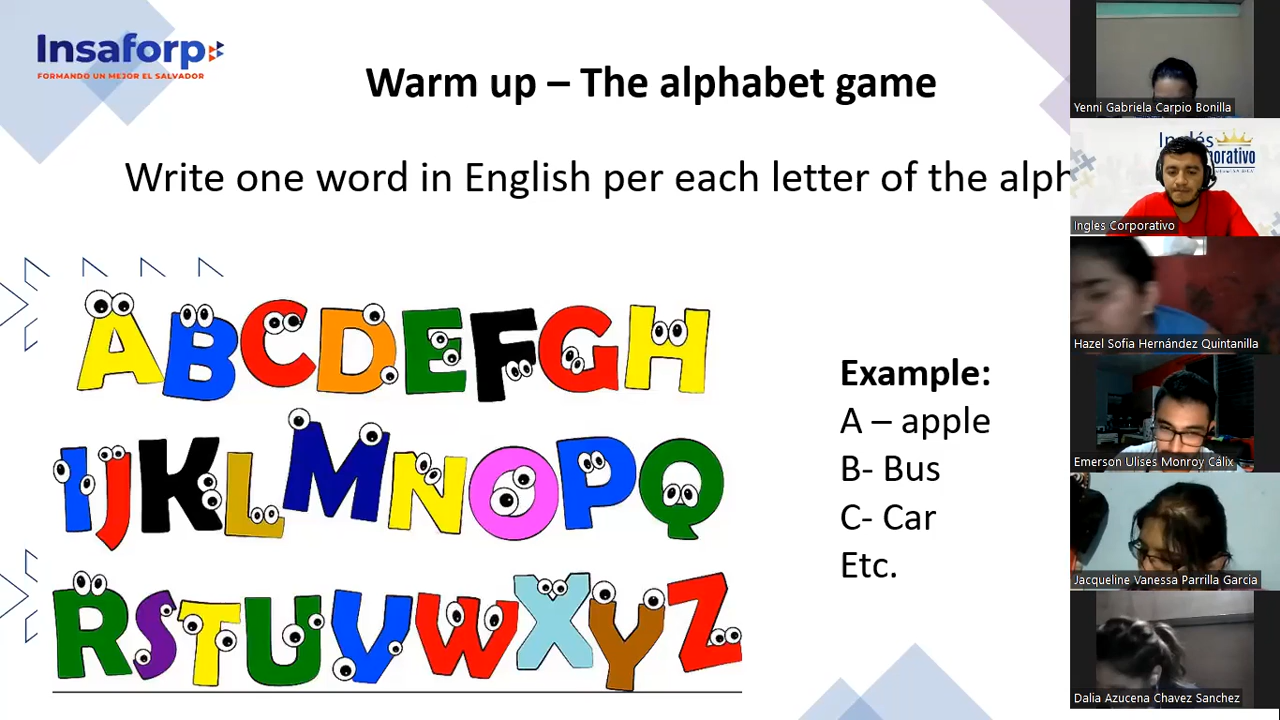 Insaforp
FORMANDO UN MEJOR EL SALVADOR
Warm up – The alphabet game
Write one word in English per each letter of the alph
ABCDEFGH
IJKLMNOPQ
RSTUVWXYZ
Example:
A – apple
B- Bus
C- Car
Etc.
Yenni Gabriela Carpio Bonilla
Inglés
Ingles Corporativo
Hazel Sofia Hernández Quintanilla
Emerson Ulises Monroy Cálix
Jacqueline Vanessa Parrilla Garcia
Dalia Azucena Chavez Sanchez